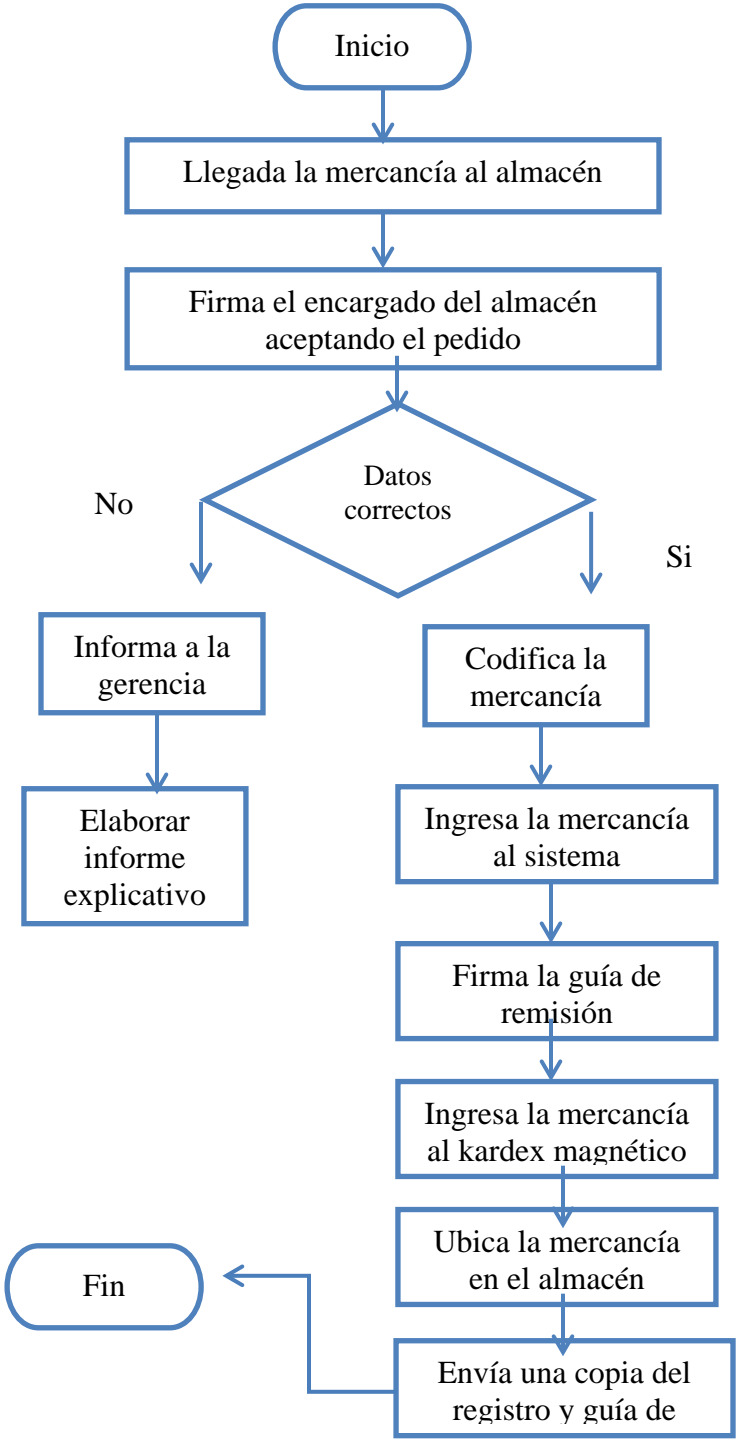 Inicio
Llegada la mercancía al almacén
Firma el encargado del almacén
aceptando el pedido
Datos
correctos
No
Si
Informa a la
gerencia
Codifica la
mercancía
Elaborar
informe
explicativo
Ingresa la mercancía
al sistema
Firma la guía de
remisión
Ingresa la mercancía
al kardex magnético
Ubica la mercancía
en el almacén
Fin
Envía una copia del
registro y guía de